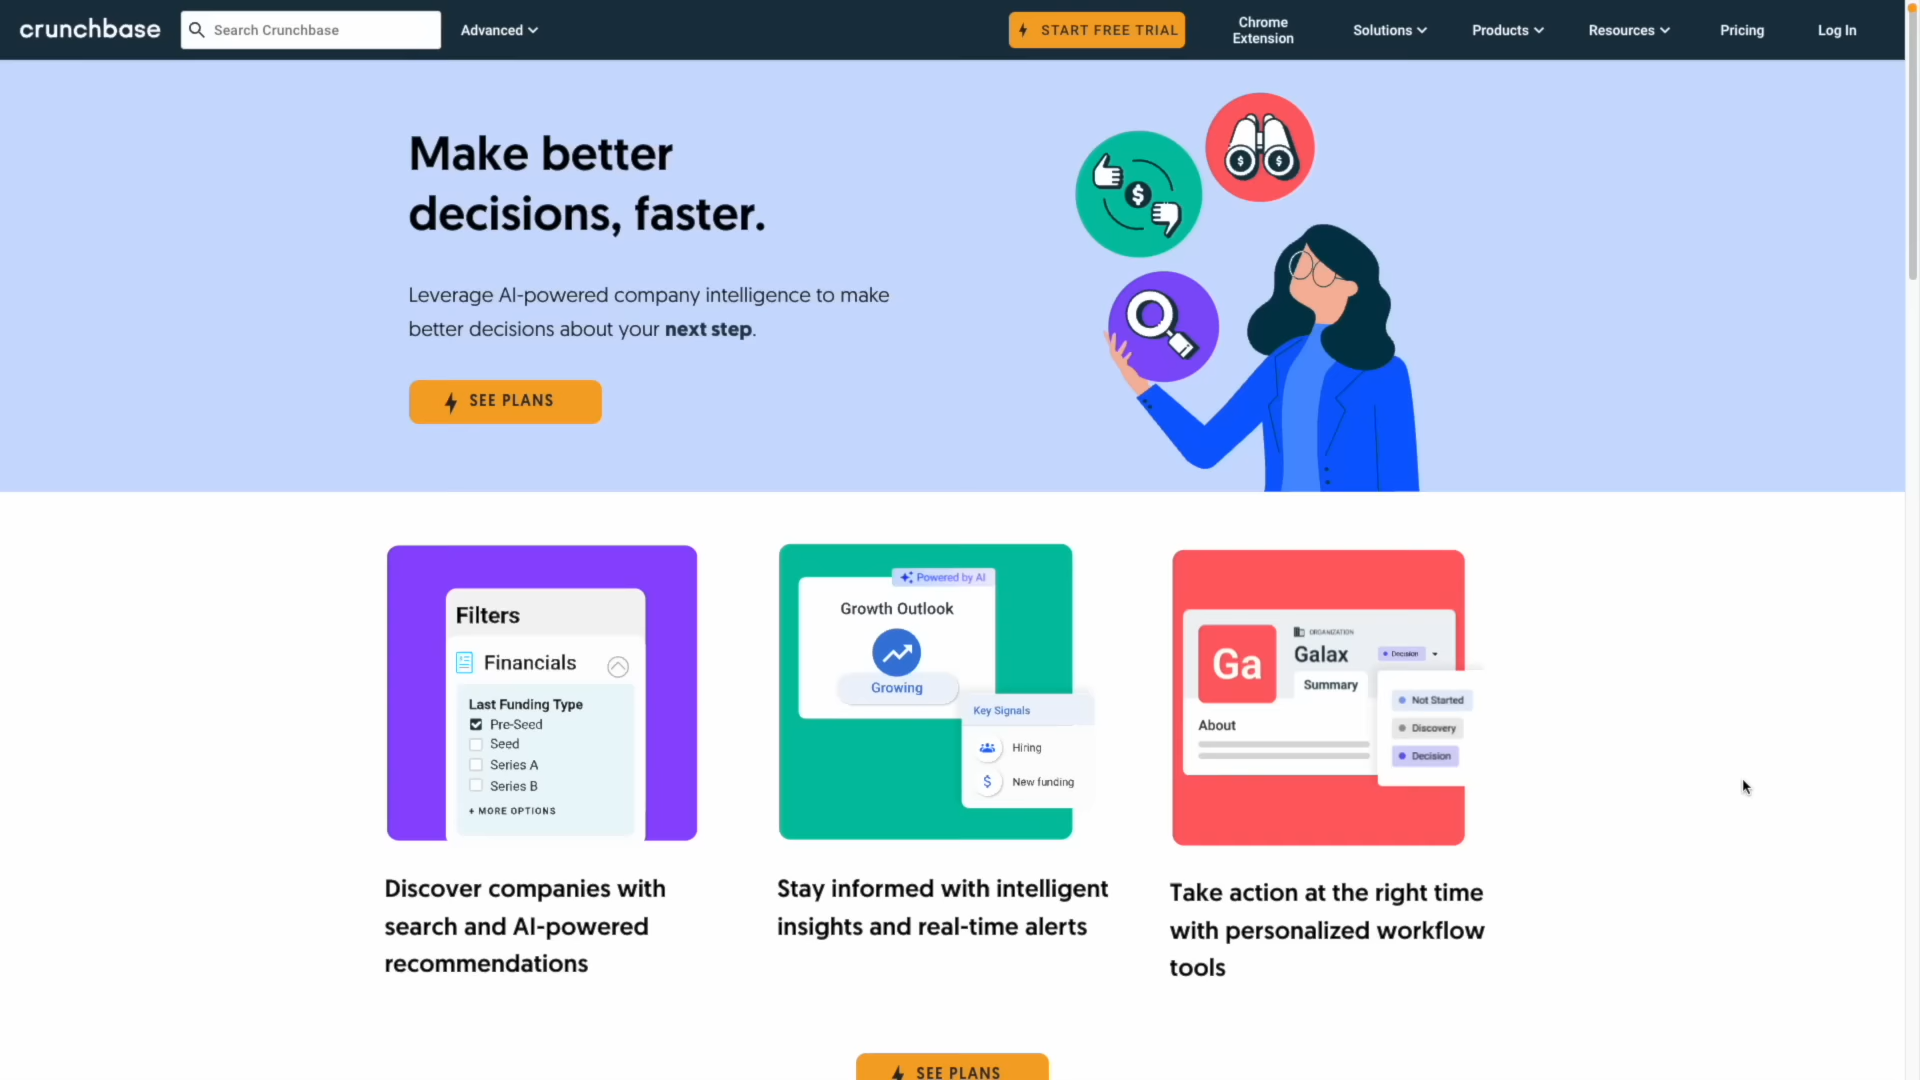 crunchbase
Search Crunchbase
Advanced
START FREE TRIAL
Chrome
Extension
Solutions
Products
Resources
Pricing
Log In
Make better
decisions, faster.
Leverage AI-powered company intelligence to make
better decisions about your next step.
SEE PLANS
Filters
Financials
Last Funding Type
Pre-Seed
Seed
Series A
Series B
+ MORE OPTIONS
Powered by AI
Growth Outlook
Growing
Key Signals
Hiring
$ New funding
Ga
ORGANIZATION
Galax
Decision
Summary
About
Not Started
Discovery
Decision
Discover companies with
search and AI-powered
recommendations
Stay informed with intelligent
insights and real-time alerts
Take action at the right time
with personalized workflow
tools
SEE PLANS